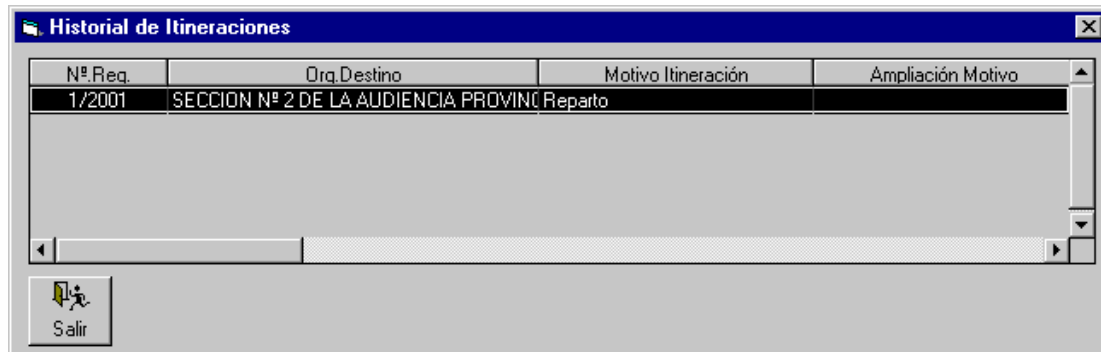 Historial de Itineraciones
Nº.Reg. Org.Destino Motivo Itineración Ampliación Motivo
1/2001 SECCION Nº 2 DE LA AUDIENCIA PROVINC Reparto
Salir